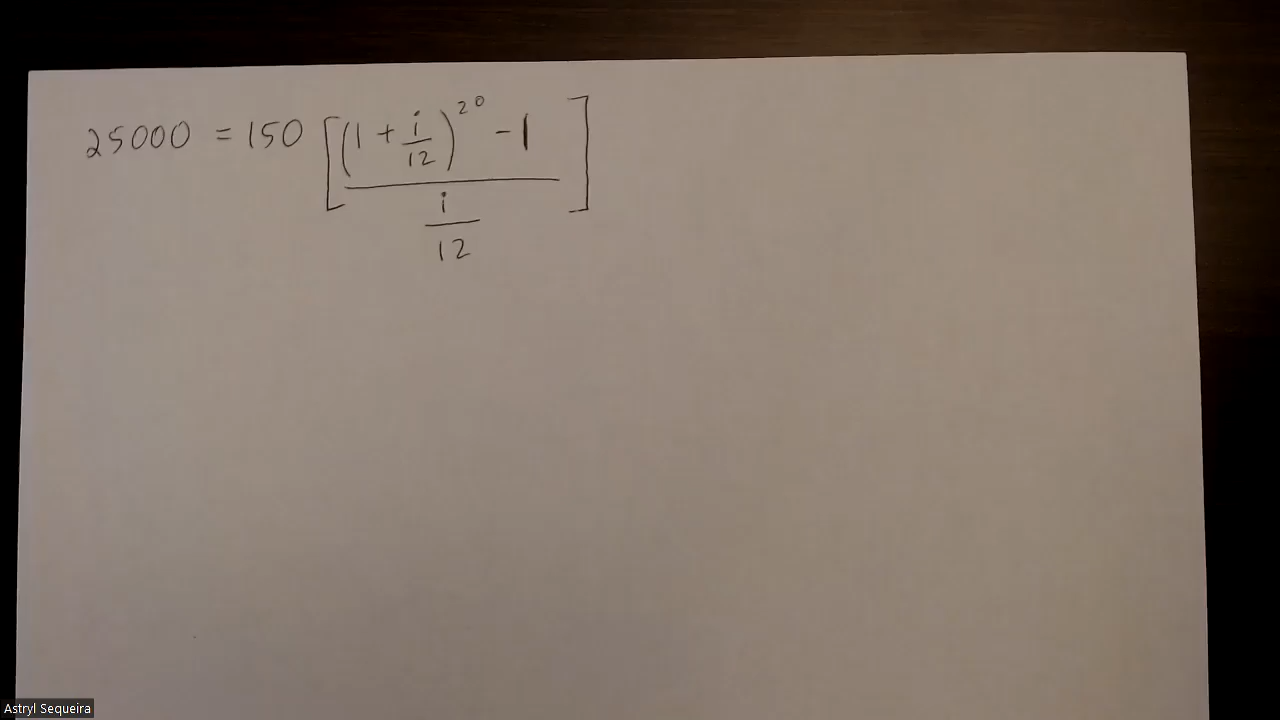 25000 = 150 [ ((1 + i/12)^20 - 1) / (i/12) ]
Astryl Sequeira